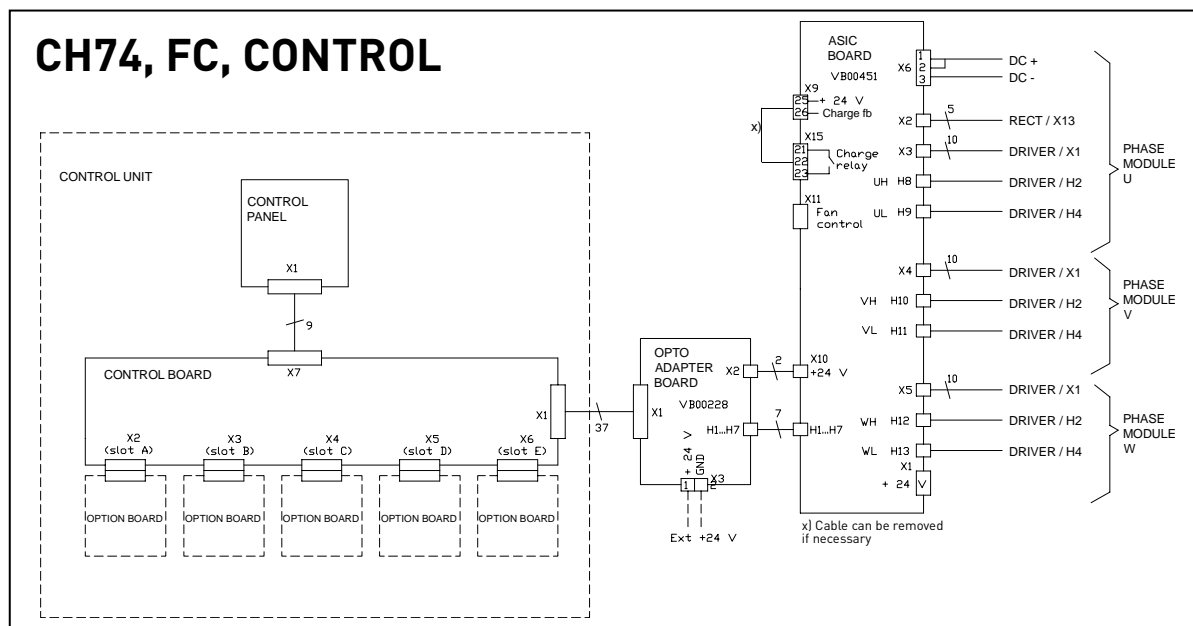 CH74, FC, CONTROL
CONTROL UNIT
CONTROL
PANEL
X1
9
X7
CONTROL BOARD
X1
37
X2
(slot A)
X3
(slot B)
X4
(slot C)
X5
(slot D)
X6
(slot E)
OPTION BOARD
OPTION BOARD
OPTION BOARD
OPTION BOARD
OPTION BOARD
OPTO
ADAPTER
BOARD
VB00228
X1
X2
2
H1...H7
7
+ 24 V
GND
X3
1
2
Ext +24 V
ASIC
BOARD
VB00451
X9
25
+ 24 V
26
Charge fb
x)
X15
21
22
23
Charge
relay
X11
Fan
control
X10
+24 V
H1...H7
X6
1
2
3
DC +
DC -
X2
5
RECT / X13
X3
10
DRIVER / X1
UH H8
DRIVER / H2
UL H9
DRIVER / H4
PHASE
MODULE
U
X4
10
DRIVER / X1
VH H10
DRIVER / H2
VL H11
DRIVER / H4
PHASE
MODULE
V
X5
10
DRIVER / X1
WH H12
DRIVER / H2
WL H13
DRIVER / H4
PHASE
MODULE
W
X1
+ 24 V
x) Cable can be removed
if necessary